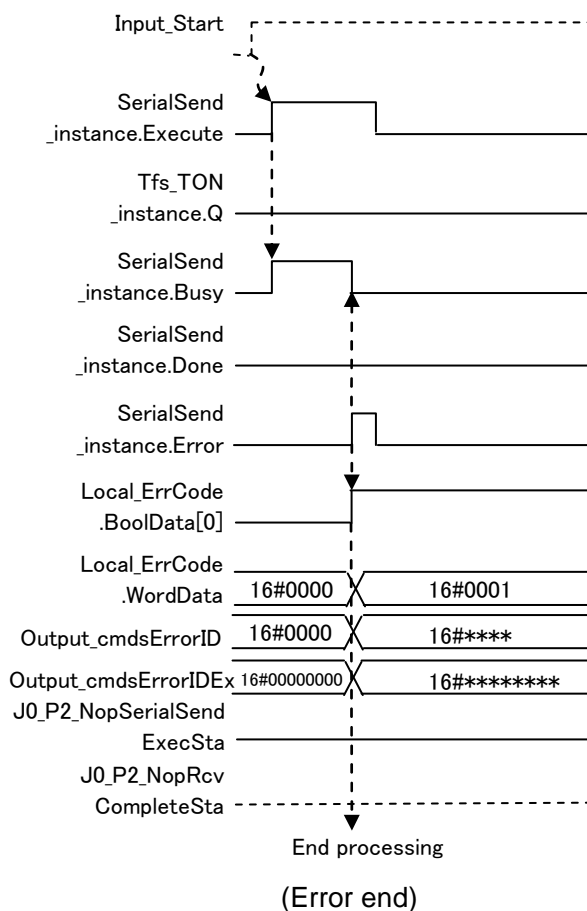 Input_Start
SerialSend
_instance.Execute
Tfs_TON
_instance.Q
SerialSend
_instance.Busy
SerialSend
_instance.Done
SerialSend
_instance.Error
Local_ErrCode
.BoolData[0]
Local_ErrCode
.WordData 16#0000 16#0001
Output_cmdsErrorID 16#0000 16#****
Output_cmdsErrorIDEx 16#00000000 16#********
J0_P2_NopSerialSend
ExecSta
J0_P2_NopRcv
CompleteSta
End processing
(Error end)